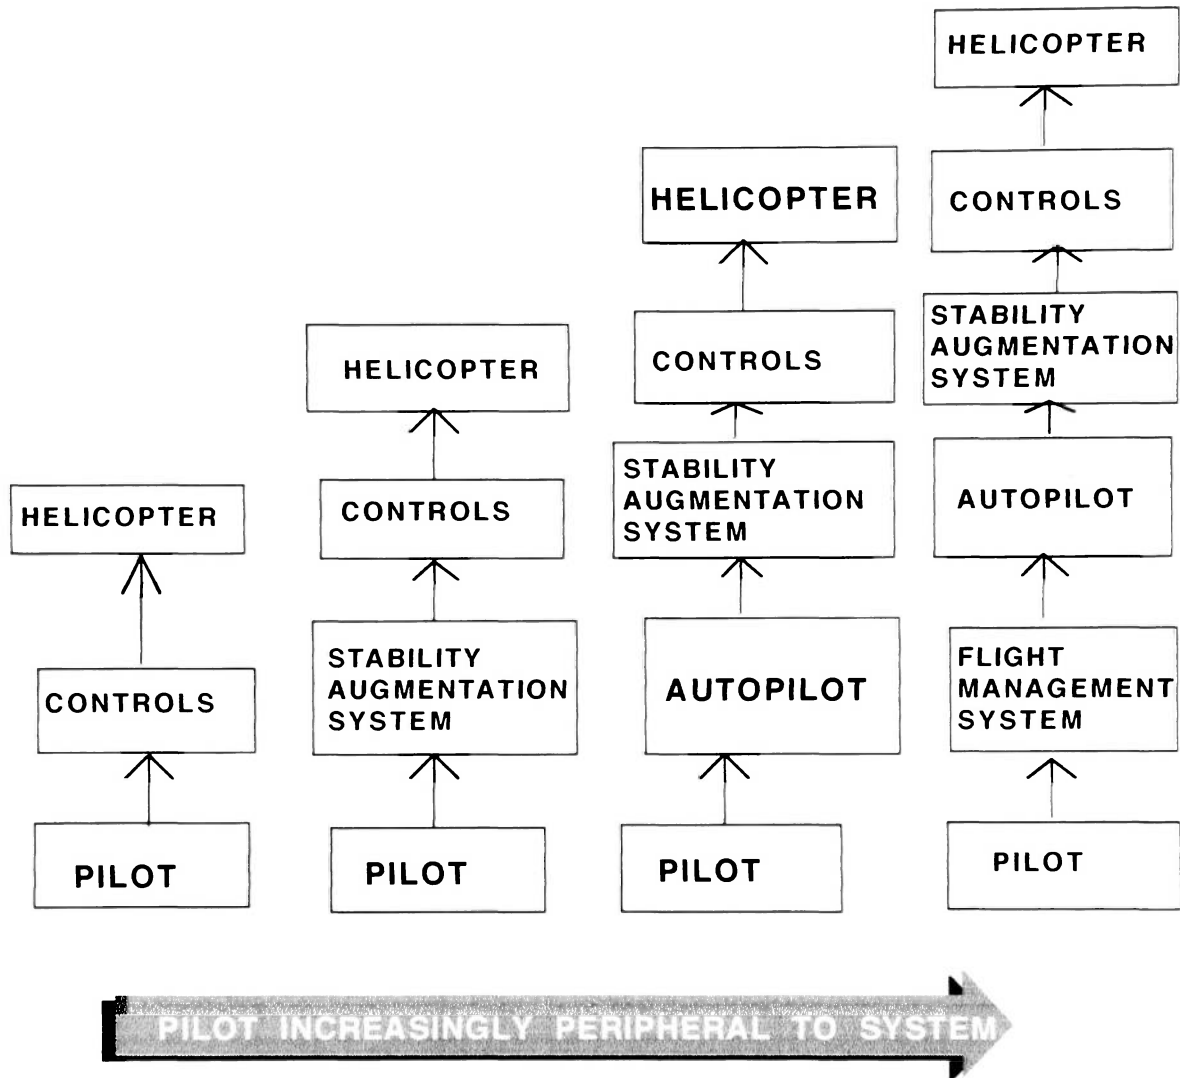 HELICOPTER
CONTROLS
PILOT
HELICOPTER
CONTROLS
STABILITY
AUGMENTATION
SYSTEM
PILOT
HELICOPTER
CONTROLS
STABILITY
AUGMENTATION
SYSTEM
AUTOPILOT
PILOT
HELICOPTER
CONTROLS
STABILITY
AUGMENTATION
SYSTEM
AUTOPILOT
FLIGHT
MANAGEMENT
SYSTEM
PILOT
PILOT INCREASINGLY PERIPHERAL TO SYSTEM